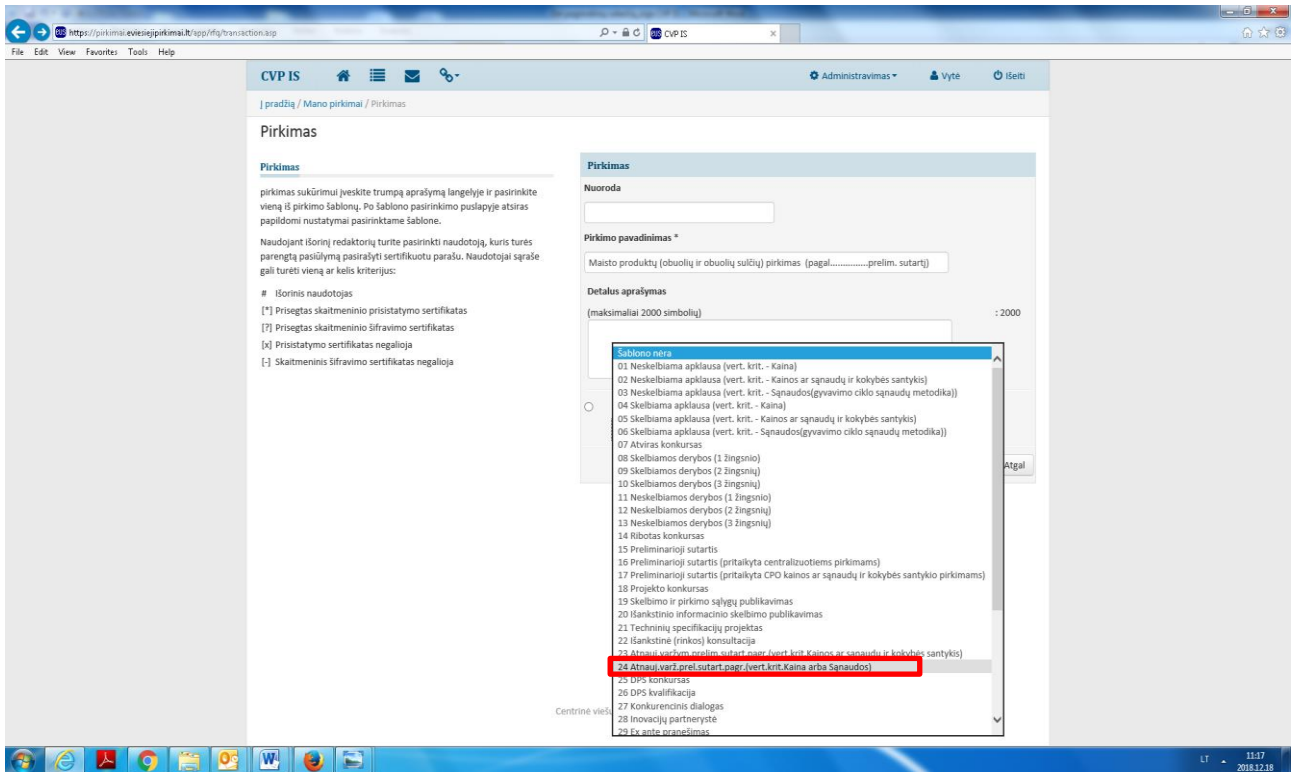 https://pirkimai.eviesiejipirkimai.lt/app/rfq/transaction.asp
CVP IS
File Edit View Favorites Tools Help
CVP IS
Administravimas
Vytė
Išeiti
Į pradžią / Mano pirkimai / Pirkimas
Pirkimas
Pirkimas
pirkimas sukūrimui įveskite trumpą aprašymą langelyje ir pasirinkite
vieną iš pirkimo šablonų. Po šablono pasirinkimo puslapyje atsiras
papildomi nustatymai pasirinktame šablone.
Naudojant išorinį redaktorių turite pasirinkti naudotoją, kuris turės
parengtą pasiūlymą pasirašyti sertifikuotu parašu. Naudotojai sąraše
gali turėti vieną ar kelis kriterijus:
# Išorinis naudotojas
[*] Prisegtas skaitmeninio prisistatymo sertifikatas
[?] Prisegtas skaitmeninio šifravimo sertifikatas
[x] Prisistatymo sertifikatas negalioja
[-] Skaitmeninis šifravimo sertifikatas negalioja
Pirkimas
Nuoroda
Pirkimo pavadinimas *
Maisto produktų (obuolių ir obuolių sulčių) pirkimas (pagal...............prelim. sutartį)
Detalus aprašymas
(maksimaliai 2000 simbolių) : 2000
Šablono nėra
01 Neskelbiama apklausa (vert. krit. - Kaina)
02 Neskelbiama apklausa (vert. krit. - Kainos ar sąnaudų ir kokybės santykis)
03 Neskelbiama apklausa (vert. krit. - Sąnaudos(gyvavimo ciklo sąnaudų metodika))
04 Skelbiama apklausa (vert. krit. - Kaina)
05 Skelbiama apklausa (vert. krit. - Kainos ar sąnaudų ir kokybės santykis)
06 Skelbiama apklausa (vert. krit. - Sąnaudos(gyvavimo ciklo sąnaudų metodika))
07 Atviras konkursas
08 Skelbiamos derybos (1 žingsnio)
09 Skelbiamos derybos (2 žingsnių)
10 Skelbiamos derybos (3 žingsnių)
11 Neskelbiamos derybos (1 žingsnio)
12 Neskelbiamos derybos (2 žingsnių)
13 Neskelbiamos derybos (3 žingsnių)
14 Ribotas konkursas
15 Preliminarioji sutartis
16 Preliminarioji sutartis (pritaikyta centralizuotiems pirkimams)
17 Preliminarioji sutartis (pritaikyta CPO kainos ar sąnaudų ir kokybės santykio pirkimams)
18 Projekto konkursas
19 Skelbimo ir pirkimo sąlygų publikavimas
20 Išankstinio informacinio skelbimo publikavimas
21 Techninių specifikacijų projektas
22 Išankstinė (rinkos) konsultacija
23 Atnauj.varžym.prelim.sutart.pagr.(vert.krit.Kainos ar sąnaudų ir kokybės santykis)
24 Atnauj.varž.prel.sutart.pagr.(vert.krit.Kaina arba Sąnaudos)
25 DPS konkursas
26 DPS kvalifikacija
27 Konkurencinis dialogas
28 Inovacijų partnerystė
29 Ex ante pranešimas
Atgal
Centrinė viešų
LT
11:17
2018.12.18